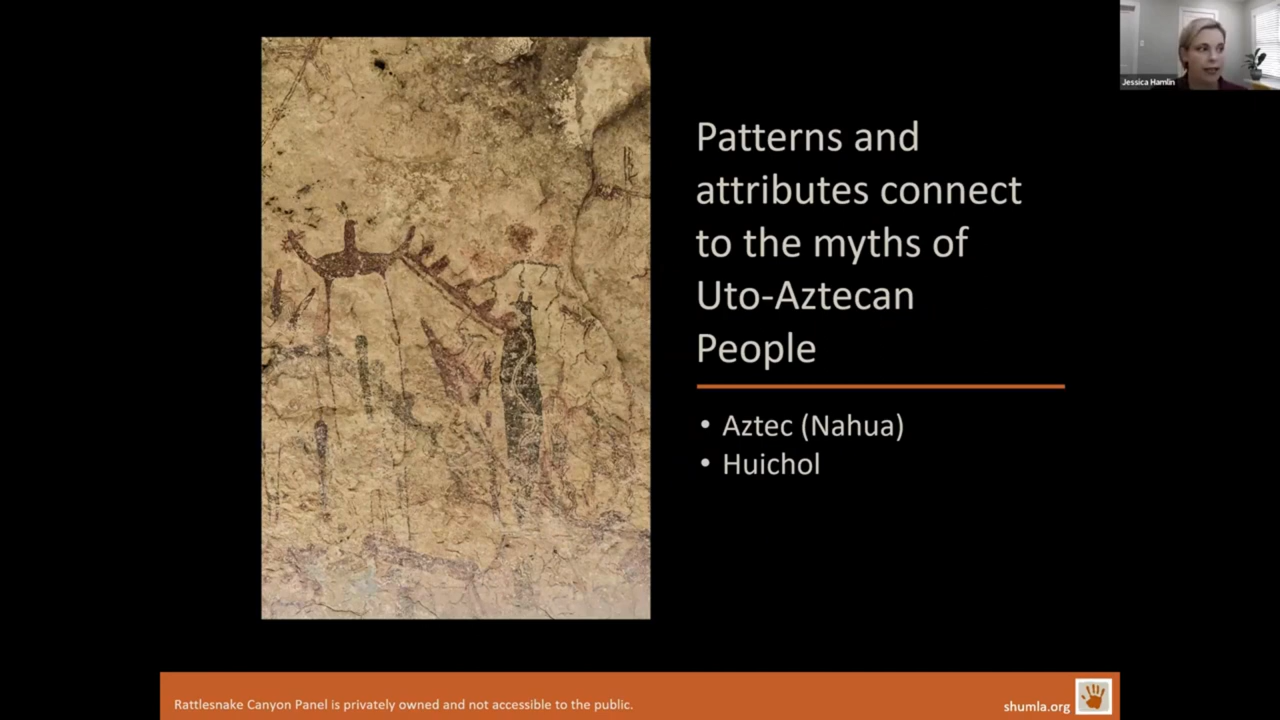 Jessica Hamlin
Patterns and
attributes connect
to the myths of
Uto-Aztecan
People
• Aztec (Nahua)
• Huichol
Rattlesnake Canyon Panel is privately owned and not accessible to the public.
shumla.org